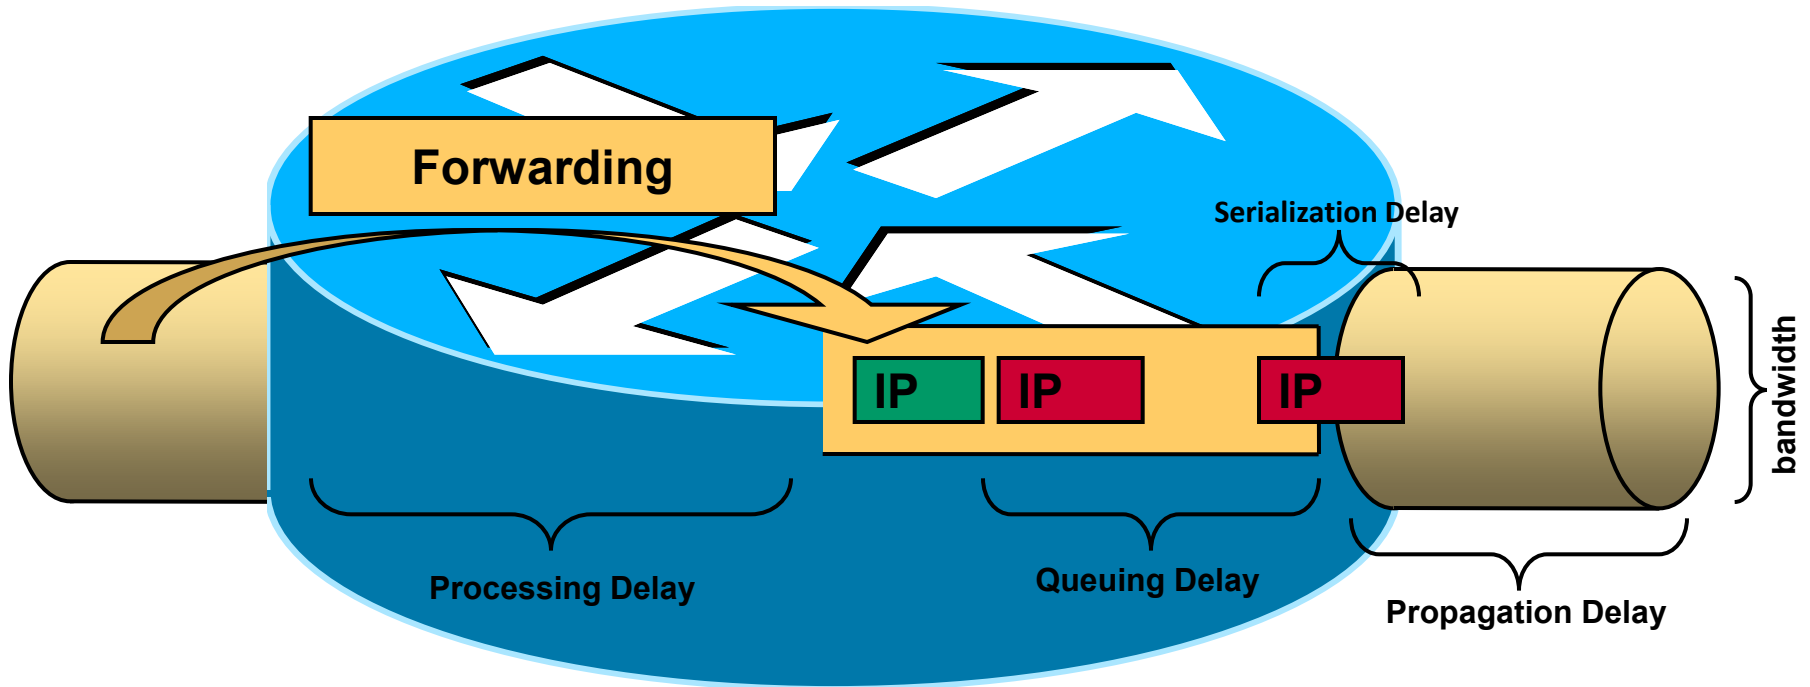 Forwarding
Serialization Delay
IP
IP
IP
bandwidth
Processing Delay
Queuing Delay
Propagation Delay